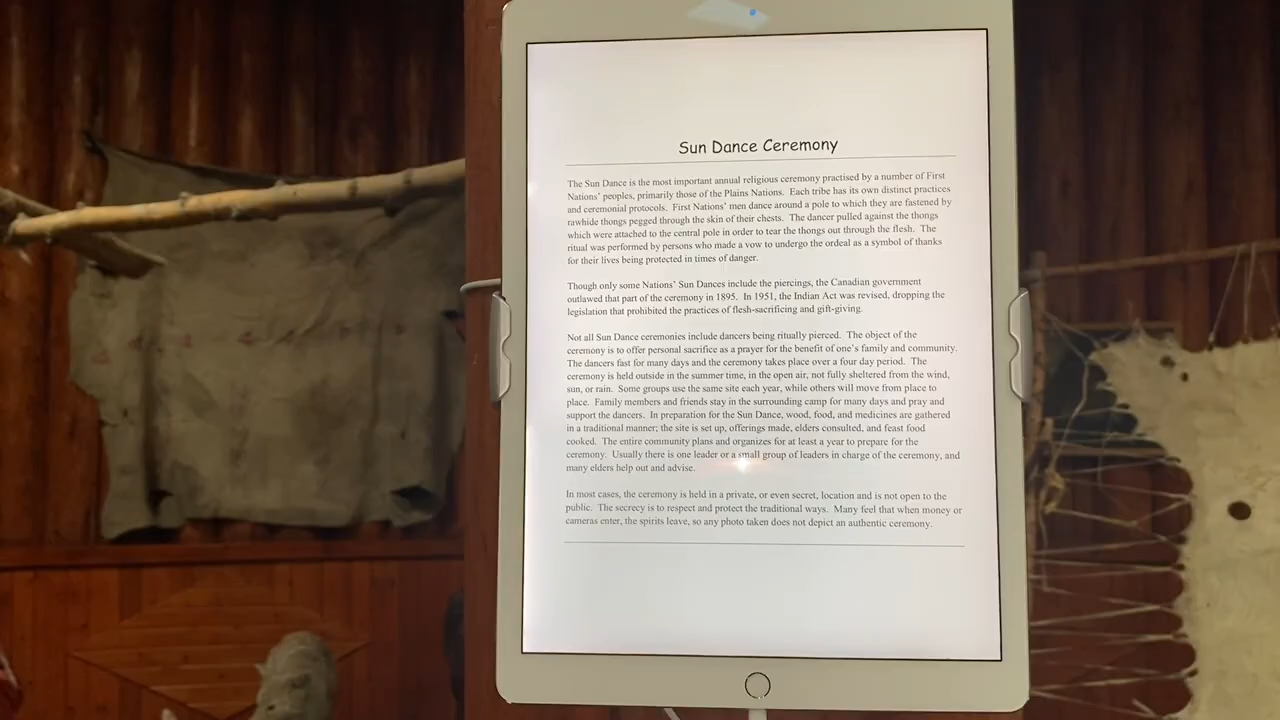 Sun Dance Ceremony
The Sun Dance is the most important annual religious ceremony practised by a number of First
Nations' peoples, primarily those of the Plains Nations. Each tribe has its own distinct practices
and ceremonial protocols. First Nations' men dance around a pole to which they are fastened by
rawhide thongs pegged through the skin of their chests. The dancer pulled against the thongs
which were attached to the central pole in order to tear the thongs out through the flesh. The
ritual was performed by persons who made a vow to undergo the ordeal as a symbol of thanks
for their lives being protected in times of danger.
Though only some Nations' Sun Dances include the piercings, the Canadian government
outlawed that part of the ceremony in 1895. In 1951, the Indian Act was revised, dropping the
legislation that prohibited the practices of flesh-sacrificing and gift-giving.
Not all Sun Dance ceremonies include dancers being ritually pierced. The object of the
ceremony is to offer personal sacrifice as a prayer for the benefit of one's family and community.
The dancers fast for many days and the ceremony takes place over a four day period. The
ceremony is held outside in the summer time, in the open air, not fully sheltered from the wind,
sun, or rain. Some groups use the same site each year, while others will move from place to
place. Family members and friends stay in the surrounding camp for many days and pray and
support the dancers. In preparation for the Sun Dance, wood, food, and medicines are gathered
in a traditional manner; the site is set up, offerings made, elders consulted, and feast food
cooked. The entire community plans and organizes for at least a year to prepare for the
ceremony. Usually there is one leader or a small group of leaders in charge of the ceremony, and
many elders help out and advise.
In most cases, the ceremony is held in a private, or even secret, location and is not open to the
public. The secrecy is to respect and protect the traditional ways. Many feel that when money or
cameras enter, the spirits leave, so any photo taken does not depict an authentic ceremony.